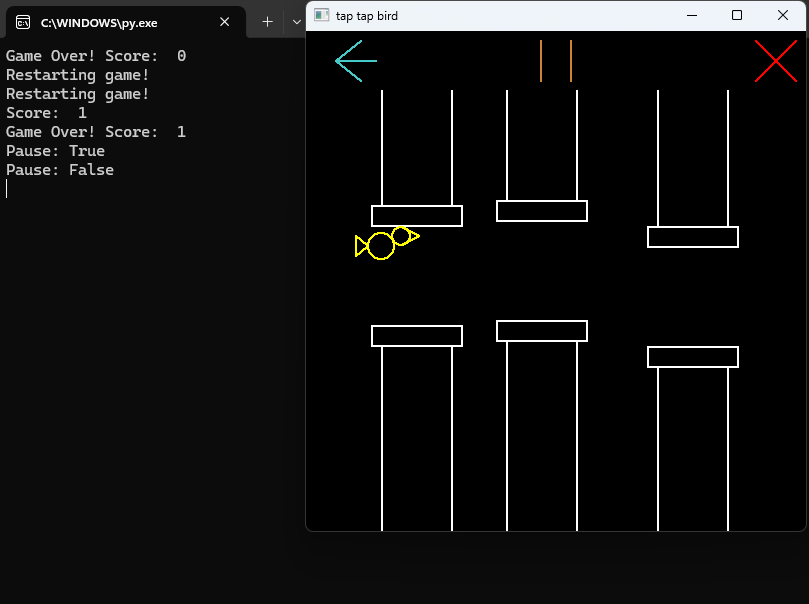 C:\WINDOWS\py.exe
tap tap bird
Game Over! Score:  0
Restarting game!
Restarting game!
Score:  1
Game Over! Score:  1
Pause: True
Pause: False